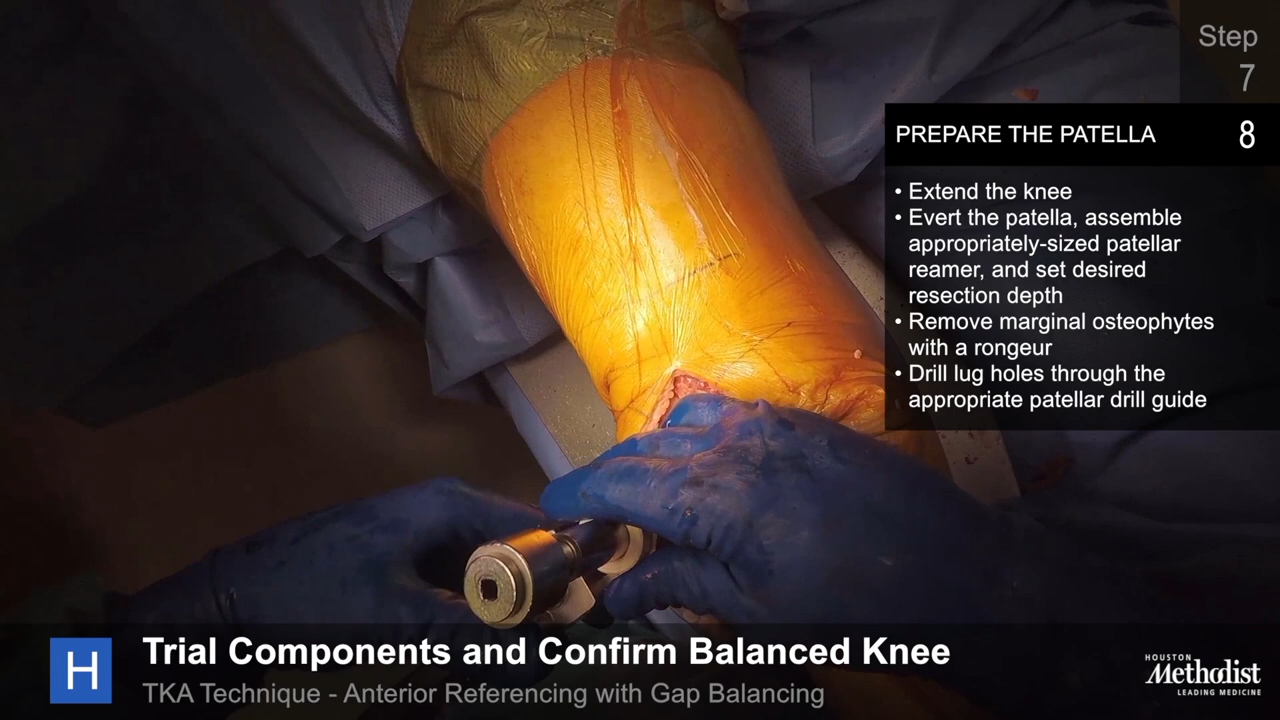 Step
7
PREPARE THE PATELLA 8
• Extend the knee
• Evert the patella, assemble
appropriately-sized patellar
reamer, and set desired
resection depth
• Remove marginal osteophytes
with a rongeur
• Drill lug holes through the
appropriate patellar drill guide
H
Trial Components and Confirm Balanced Knee
TKA Technique - Anterior Referencing with Gap Balancing
HOUSTON
Methodist
LEADING MEDICINE